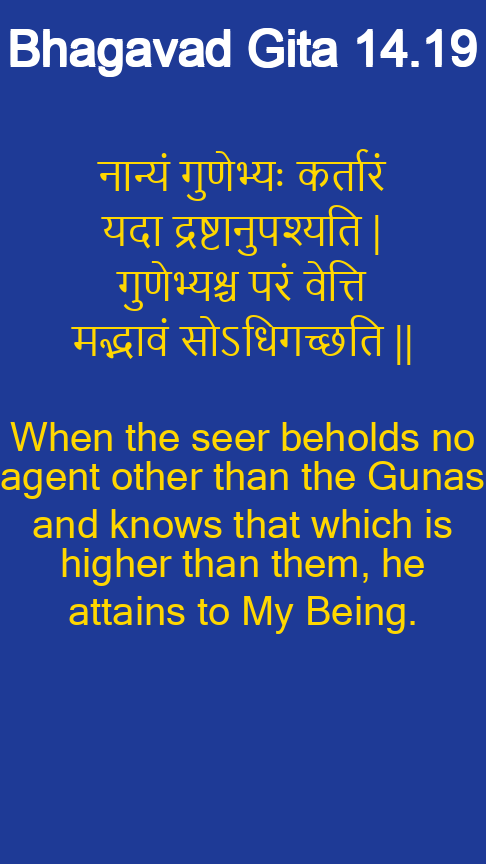 Bhagavad Gita 14.19
नान्यं गुणेभ्यः कर्तारं
यदा द्रष्टानुपश्यति |
गुणेभ्यश्च परं वेत्ति
मद्भावं सोऽधिगच्छति ||
When the seer beholds no
agent other than the Gunas
and knows that which is
higher than them, he
attains to My Being.